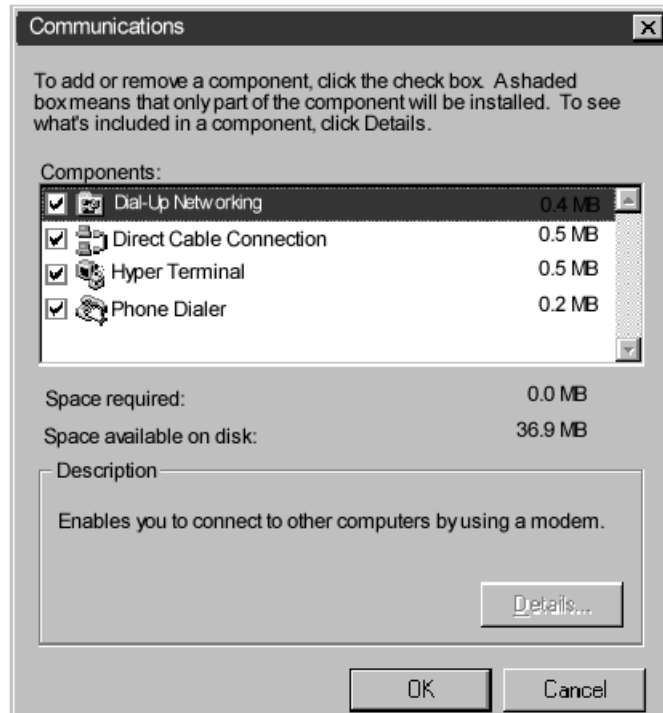 Communications
To add or remove a component, click the check box. A shaded
box means that only part of the component will be installed. To see
what's included in a component, click Details.
Components:
Dial-Up Networking 0.4 MB
Direct Cable Connection 0.5 MB
Hyper Terminal 0.5 MB
Phone Dialer 0.2 MB
Space required: 0.0 MB
Space available on disk: 36.9 MB
Description
Enables you to connect to other computers by using a modem.
Details...
OK Cancel